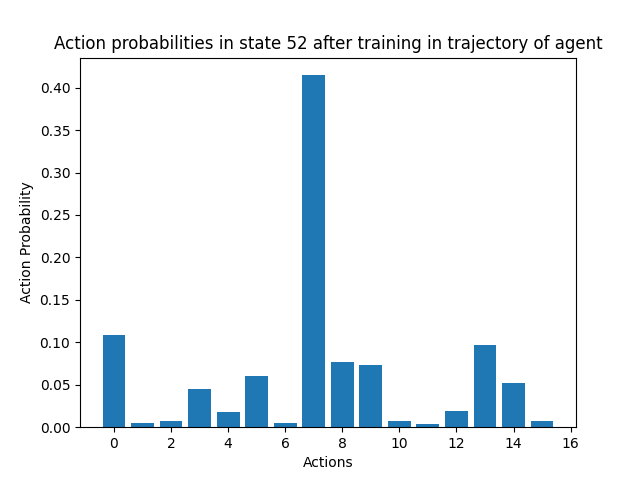 Action probabilities in state 52 after training in trajectory of agent
0.40
0.35
0.30
0.25
0.20
0.15
0.10
0.05
0.00
Action Probability
0 2 4 6 8 10 12 14 16
Actions